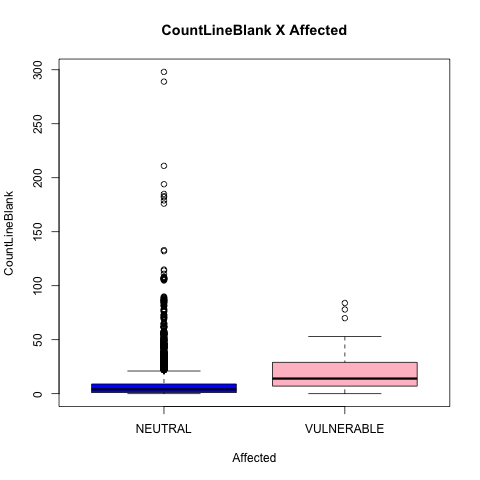 CountLineBlank X Affected
300
250
200
150
100
50
0
CountLineBlank
NEUTRAL VULNERABLE
Affected